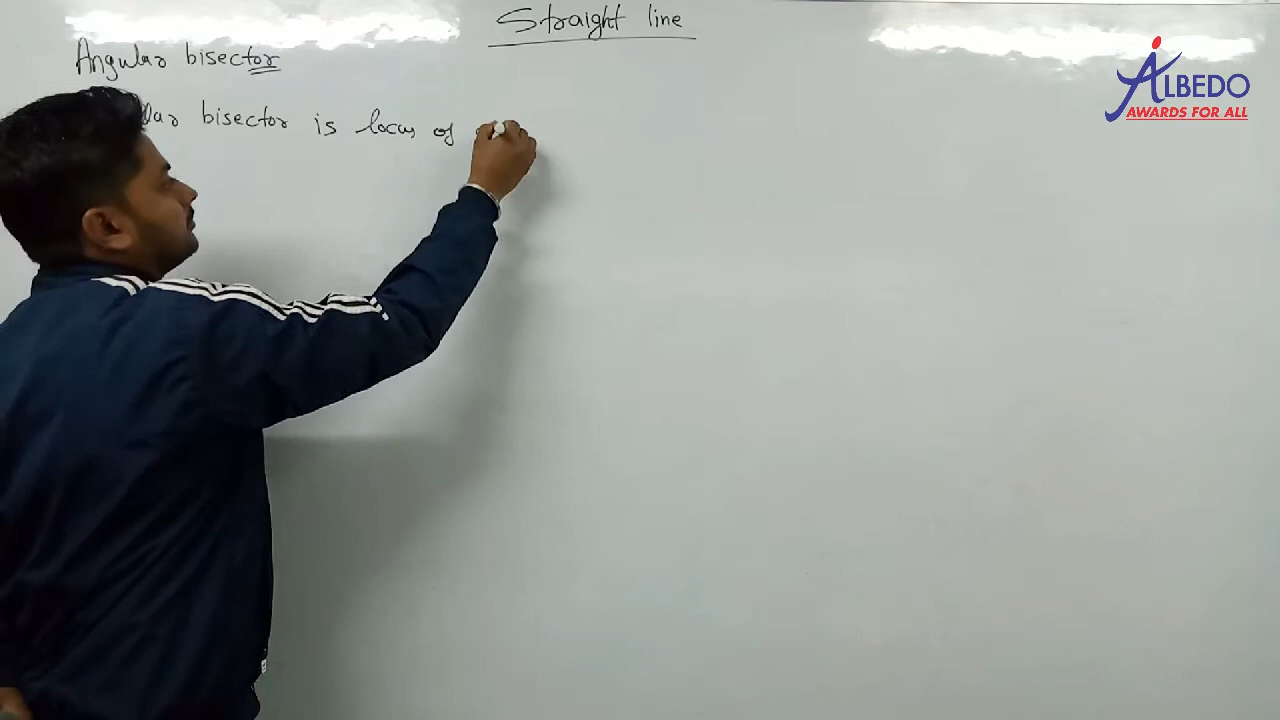 Straight line
Angular bisector
bisector is locus of
ALBEDO
AWARDS FOR ALL